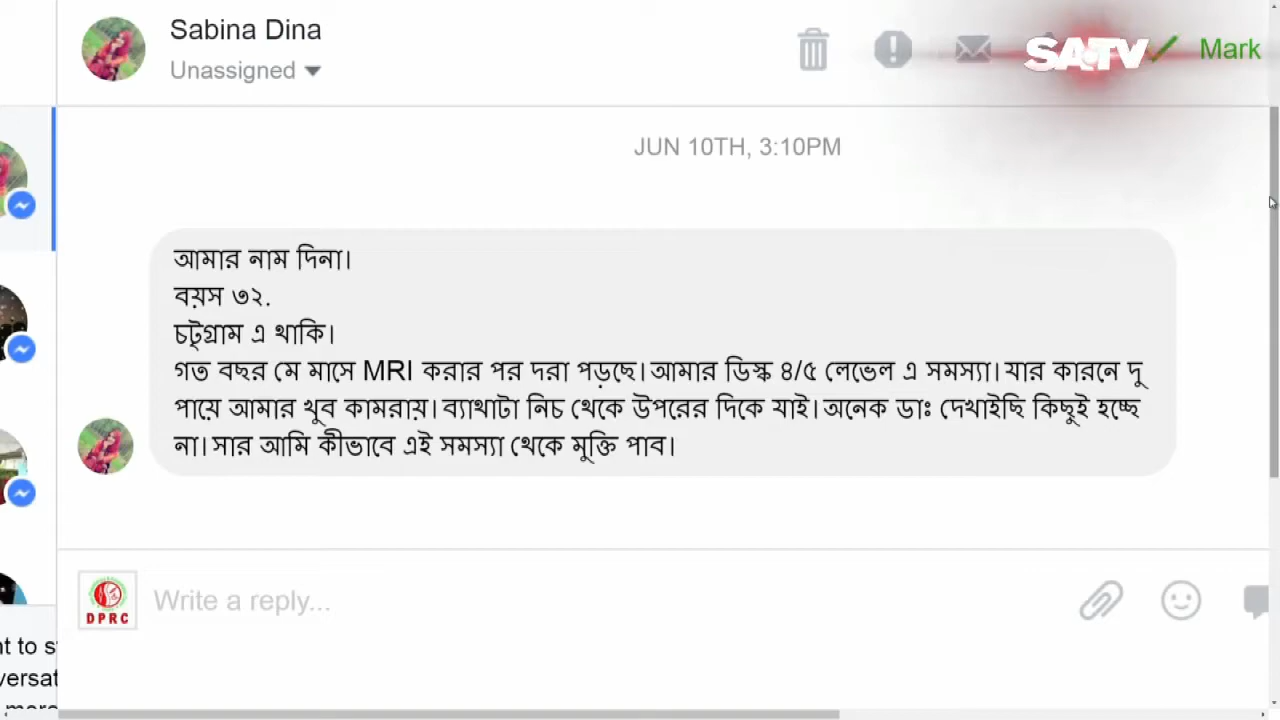 Sabina Dina
Unassigned
SATV
Mark
JUN 10TH, 3:10PM
আমার নাম দিনা।
বয়স ৩২.
চট্গ্রাম এ থাকি।
গত বছর মে মাসে MRI করার পর দরা পড়ছে। আমার ডিস্ক ৪/৫ লেভেল এ সমস্যা। যার কারনে দু
পায়ে আমার খুব কামরায়। ব্যাথাটা নিচ থেকে উপরের দিকে যাই। অনেক ডাঃ দেখাইছি কিছুই হচ্ছে
না। সার আমি কীভাবে এই সমস্যা থেকে মুক্তি পাব।
DPRC
Write a reply...